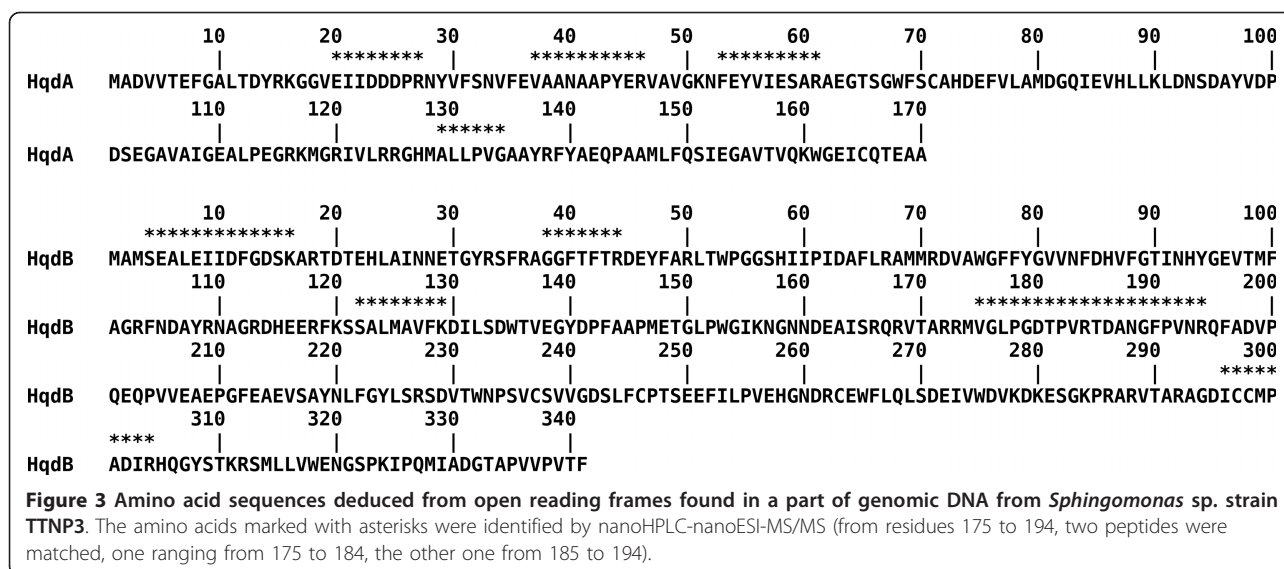 10 20 30 40 50 60 70 80 90 100
| ******** | ********** | ********* | | | |
HqdA MADVVTEFGALTDYRKGGVEIIDDDPRNYVFSNVFEVAANAAPYERVAVGKNFEYVIESARAEGTSGWFSCAHDEFVLAMDGQIEVHLLKLDNSDAYVDP
110 120 130 140 150 160 170
| | ****** | | | |
HqdA DSEGAVAIGEALPEGRKMGRIVLRRGHMALLPVGAAYRFYAEQPAAMLFQSIEGAVTVQKWGEICQTEAA
10 20 30 40 50 60 70 80 90 100
************* | | ******* | | | | | |
HqdB MAMSEALEIIDFGDSKARTDTEHLAINNETGYRSFRAGGFTFTRDEYFARLTWPGGSHIIPIDAFLRAMMRDVAWGFFYGVVNFDHVFGTINHYGEVTMF
110 120 130 140 150 160 170 180 190 200
| | ******** | | | | ******************** |
HqdB AGRFNDAYRNAGRDHEERFKSSALMAVFKDILSDWTVEGYDPFAAPMETGLPWGIKNGNNDEAISRQRVTARRMVGLPGDTPVRTDANGFPVNRQFADVP
210 220 230 240 250 260 270 280 290 300
| | | | | | | | | *****
HqdB QEQPVVEAEPGFEAEVSAYNLFGYLSRSDVTWNPSVCSVVGDSLFCPTSEEFILPVEHGNDRCEWFLQLSDEIVWDVKDKESGKPRARVTARAGDICCMP
310 320 330 340
**** | | | |
HqdB ADIRHQGYSTKRSMLLVWENGSPKIPQMIADGTAPVVPVTF
Figure 3 Amino acid sequences deduced from open reading frames found in a part of genomic DNA from Sphingomonas sp. strain
TTNP3. The amino acids marked with asterisks were identified by nanoHPLC-nanoESI-MS/MS (from residues 175 to 194, two peptides were
matched, one ranging from 175 to 184, the other one from 185 to 194).